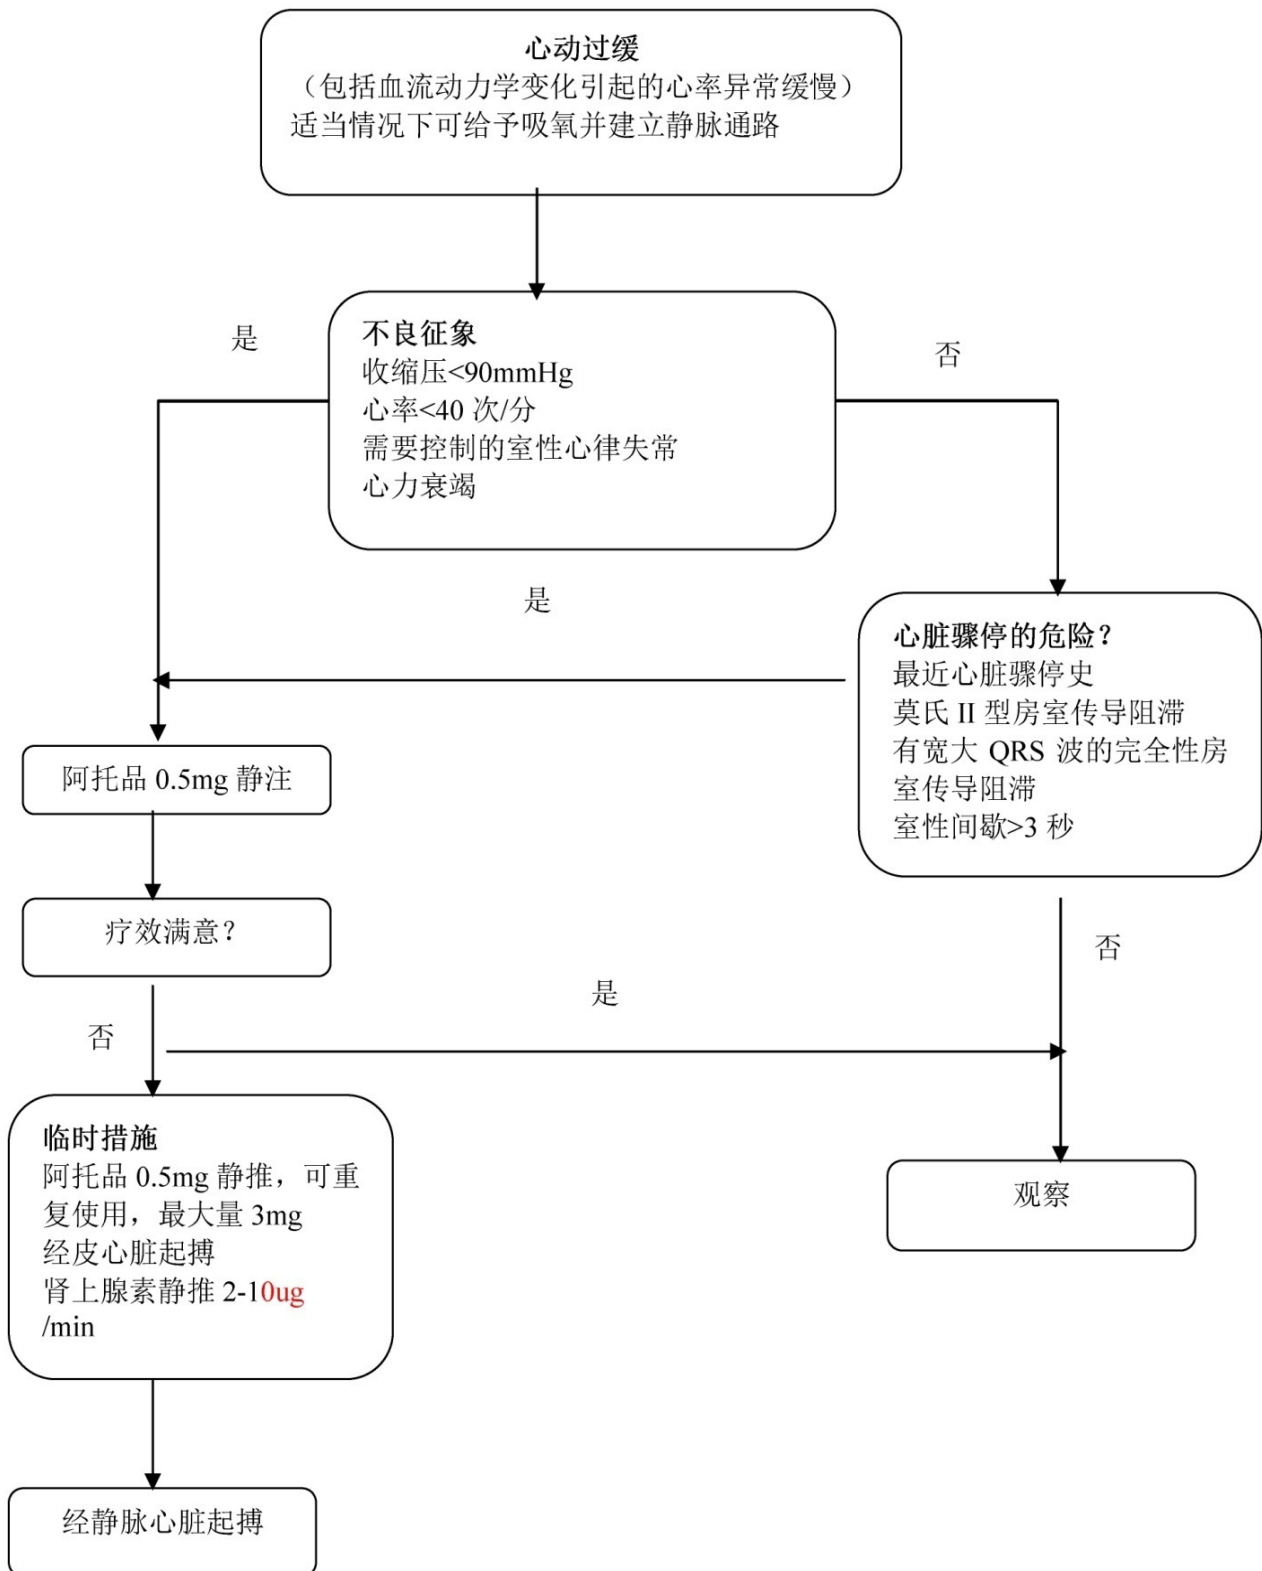 心动过缓
（包括血流动力学变化引起的心率异常缓慢）
适当情况下可给予吸氧并建立静脉通路
是
否
不良征象
收缩压<90mmHg
心率<40 次/分
需要控制的室性心律失常
心力衰竭
是
心脏骤停的危险？
最近心脏骤停史
莫氏 II 型房室传导阻滞
有宽大 QRS 波的完全性房
室传导阻滞
室性间歇>3 秒
阿托品 0.5mg 静注
疗效满意？
否
是
否
临时措施
阿托品 0.5mg 静推，可重
复使用，最大量 3mg
经皮心脏起搏
肾上腺素静推 2-10ug
/min
观察
经静脉心脏起搏